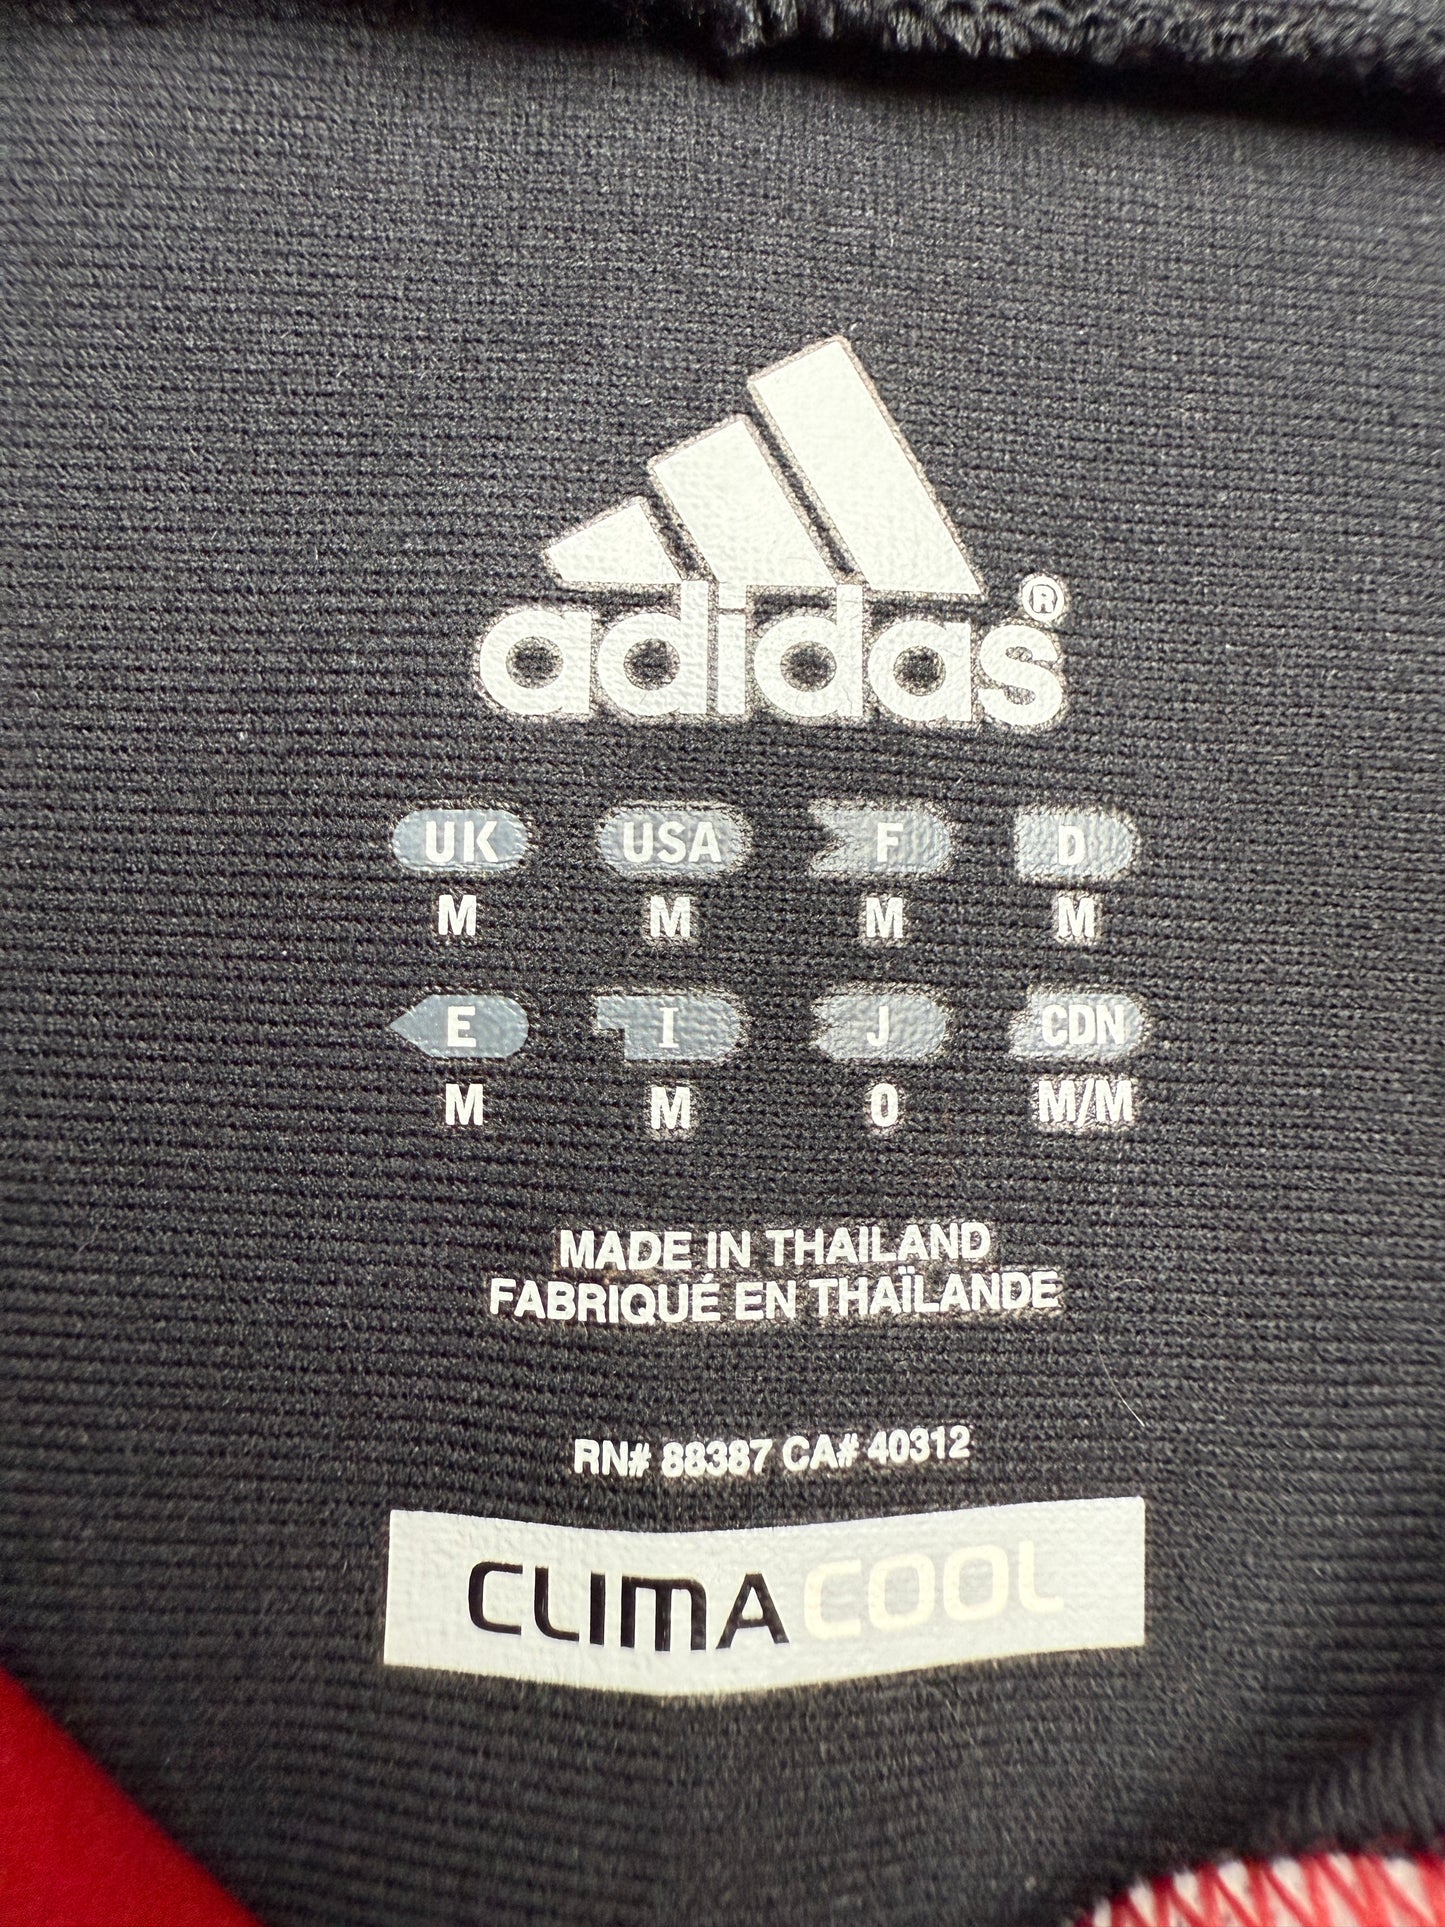 adidas®
UK USA F D
M M M M
E I J CDN
M M O M/M
MADE IN THAILAND
FABRIQUÉ EN THAÏLANDE
RN# 88387 CA# 40312
CLIMACOOL